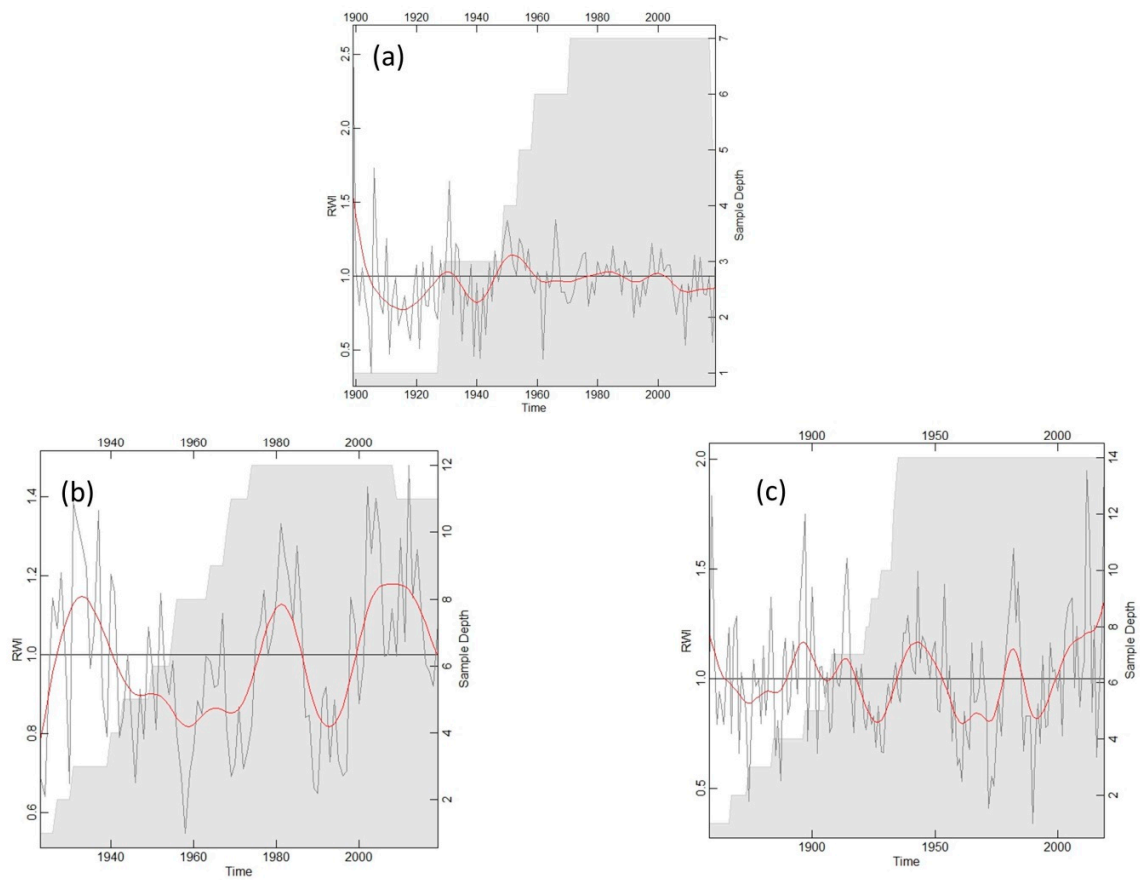 1900 1920 1940 1960 1980 2000
(a)
RWI
0.5 1.0 1.5 2.0 2.5
Sample Depth
1 2 3 4 5 6 7
1900 1920 1940 1960 1980 2000
Time
1940 1960 1980 2000
(b)
RWI
0.6 0.8 1.0 1.2 1.4
Sample Depth
2 4 6 8 10 12
1940 1960 1980 2000
Time
1900 1950 2000
(c)
RWI
0.5 1.0 1.5 2.0
Sample Depth
2 4 6 8 10 12 14
1900 1950 2000
Time